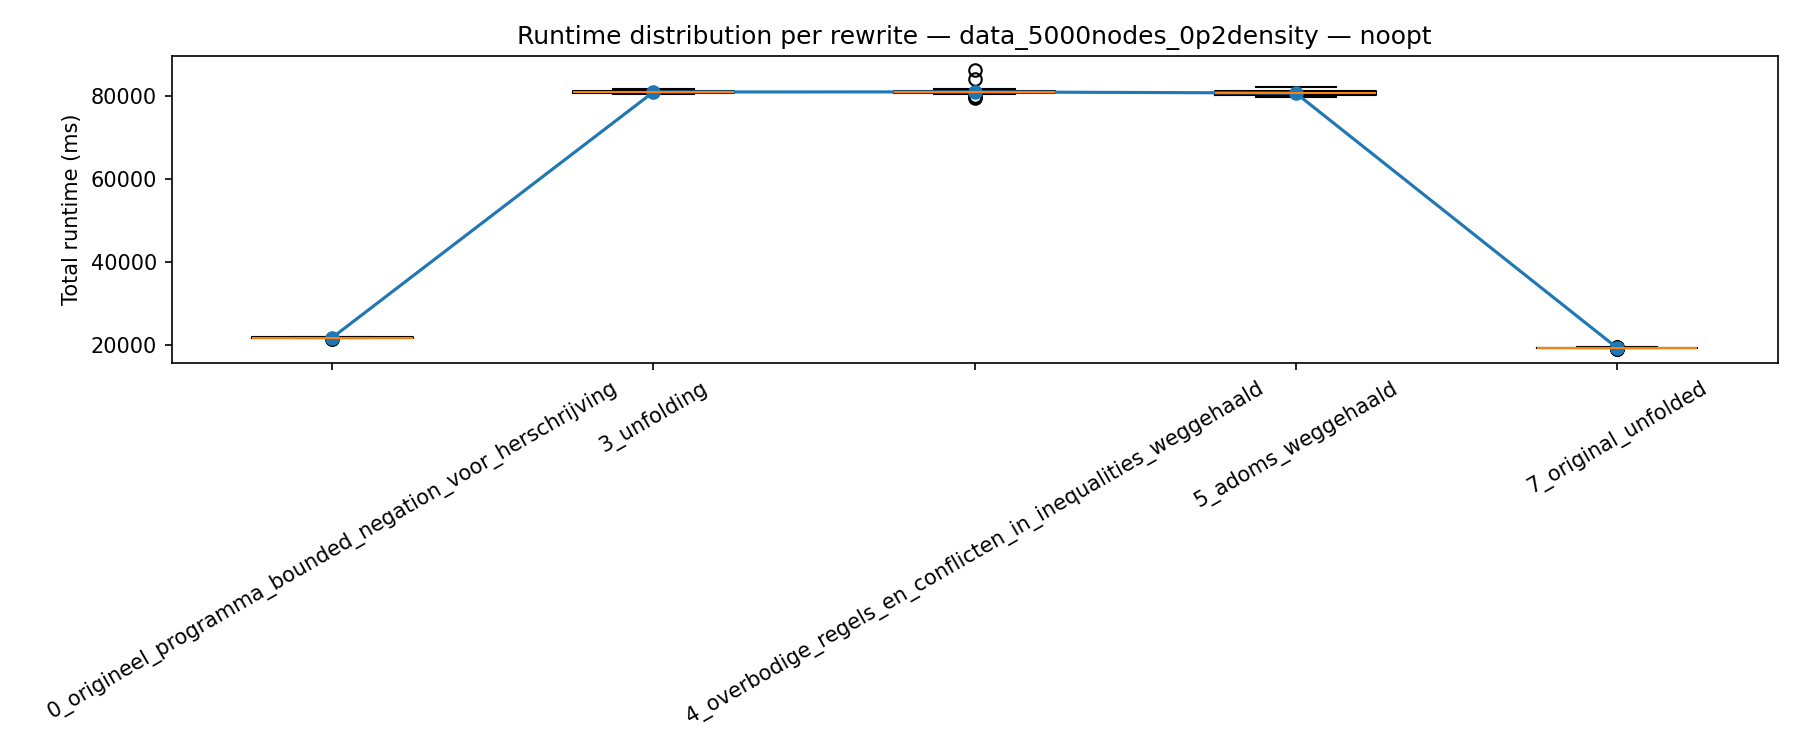 Runtime distribution per rewrite — data_5000nodes_0p2density — noopt
Total runtime (ms)
80000
60000
40000
20000
0_origineel_programma_bounded_negation_voor_herschrijving
3_unfolding
4_overbodige_regels_en_conflicten_in_inequalities_weggehaald
5_adoms_weggehaald
7_original_unfolded